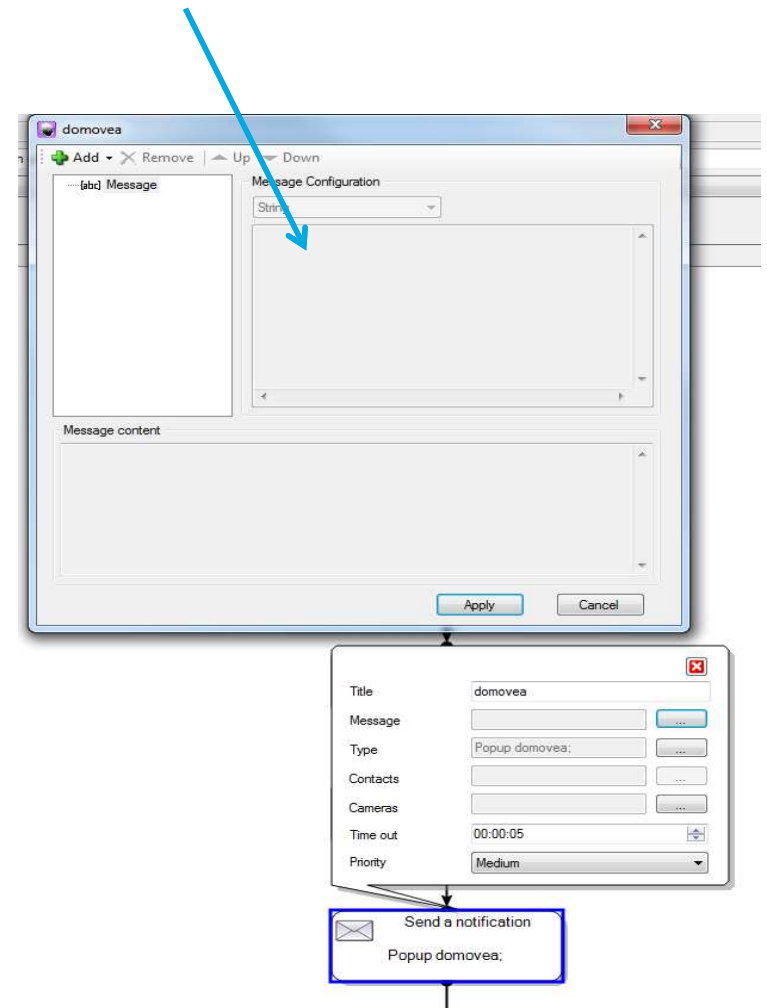 domovea
Add Remove Up Down
[abc] Message
Message Configuration
String
Message content
Apply Cancel
Title domovea
Message ...
Type Popup domovea; ...
Contacts ...
Cameras ...
Time out 00:00:05
Priority Medium
Send a notification
Popup domovea;